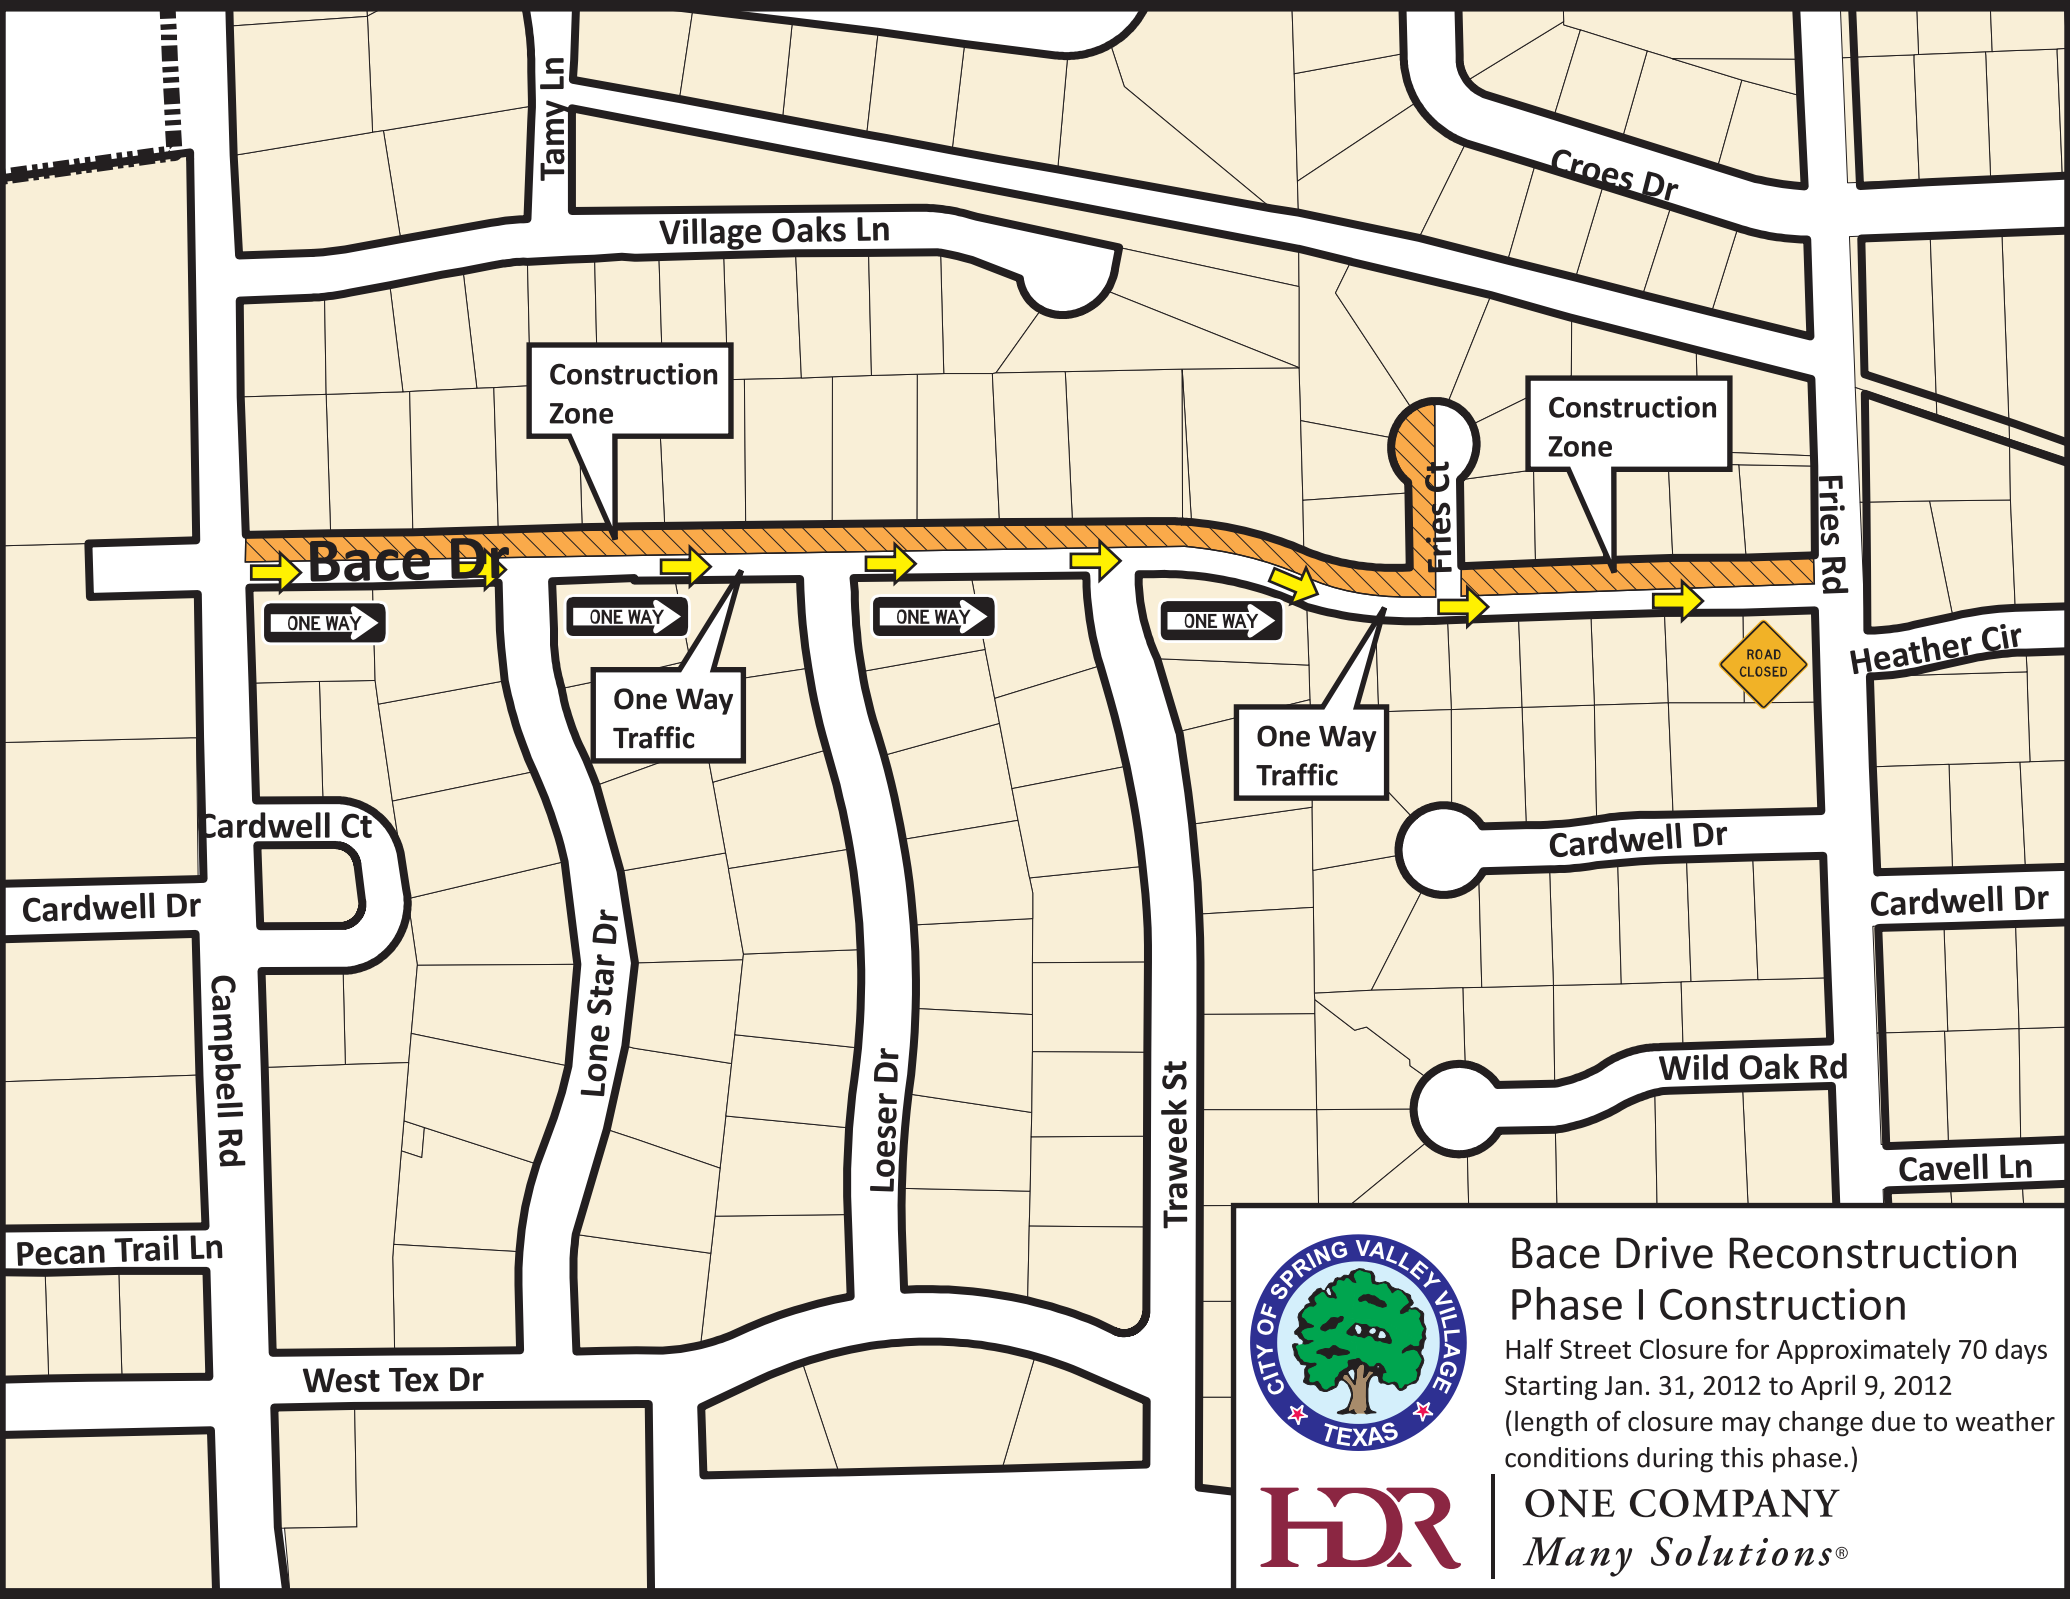 Tamy Ln
Croes Dr
Village Oaks Ln
Construction
Zone
Construction
Zone
Fries Ct
Fries Rd
Bace Dr
ONE WAY
ONE WAY
ONE WAY
ONE WAY
Heather Cir
ROAD
CLOSED
One Way
Traffic
One Way
Traffic
Cardwell Ct
Cardwell Dr
Cardwell Dr
Cardwell Dr
Lone Star Dr
Campbell Rd
Loeser Dr
Traweek St
Wild Oak Rd
Cavell Ln
Pecan Trail Ln
West Tex Dr
CITY OF SPRING VALLEY VILLAGE
TEXAS
Bace Drive Reconstruction
Phase I Construction
Half Street Closure for Approximately 70 days
Starting Jan. 31, 2012 to April 9, 2012
(length of closure may change due to weather
conditions during this phase.)
HDR
ONE COMPANY
Many Solutions®